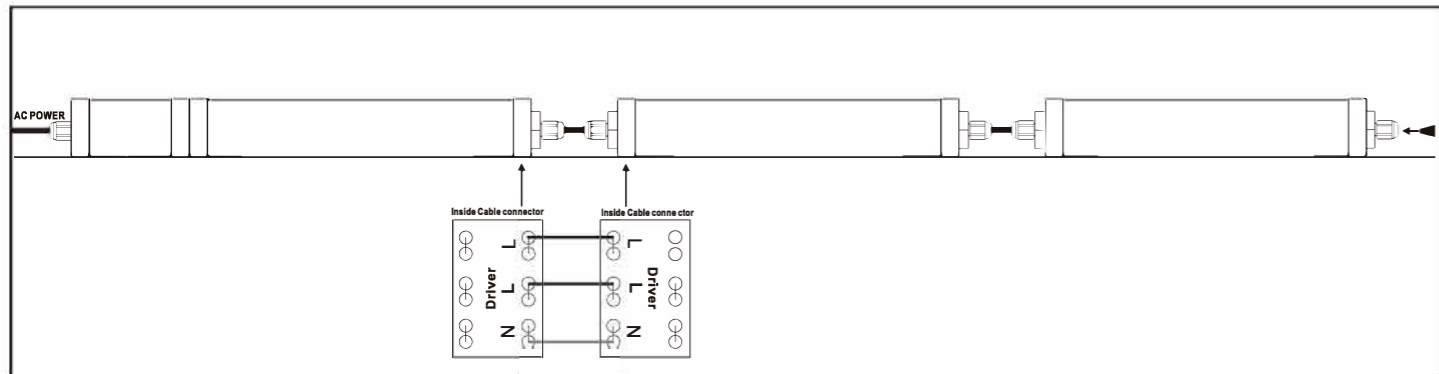 AC POWER
Inside Cable connector
Inside Cable conne ctor
L
L
Driver
L
L
Driver
N
N